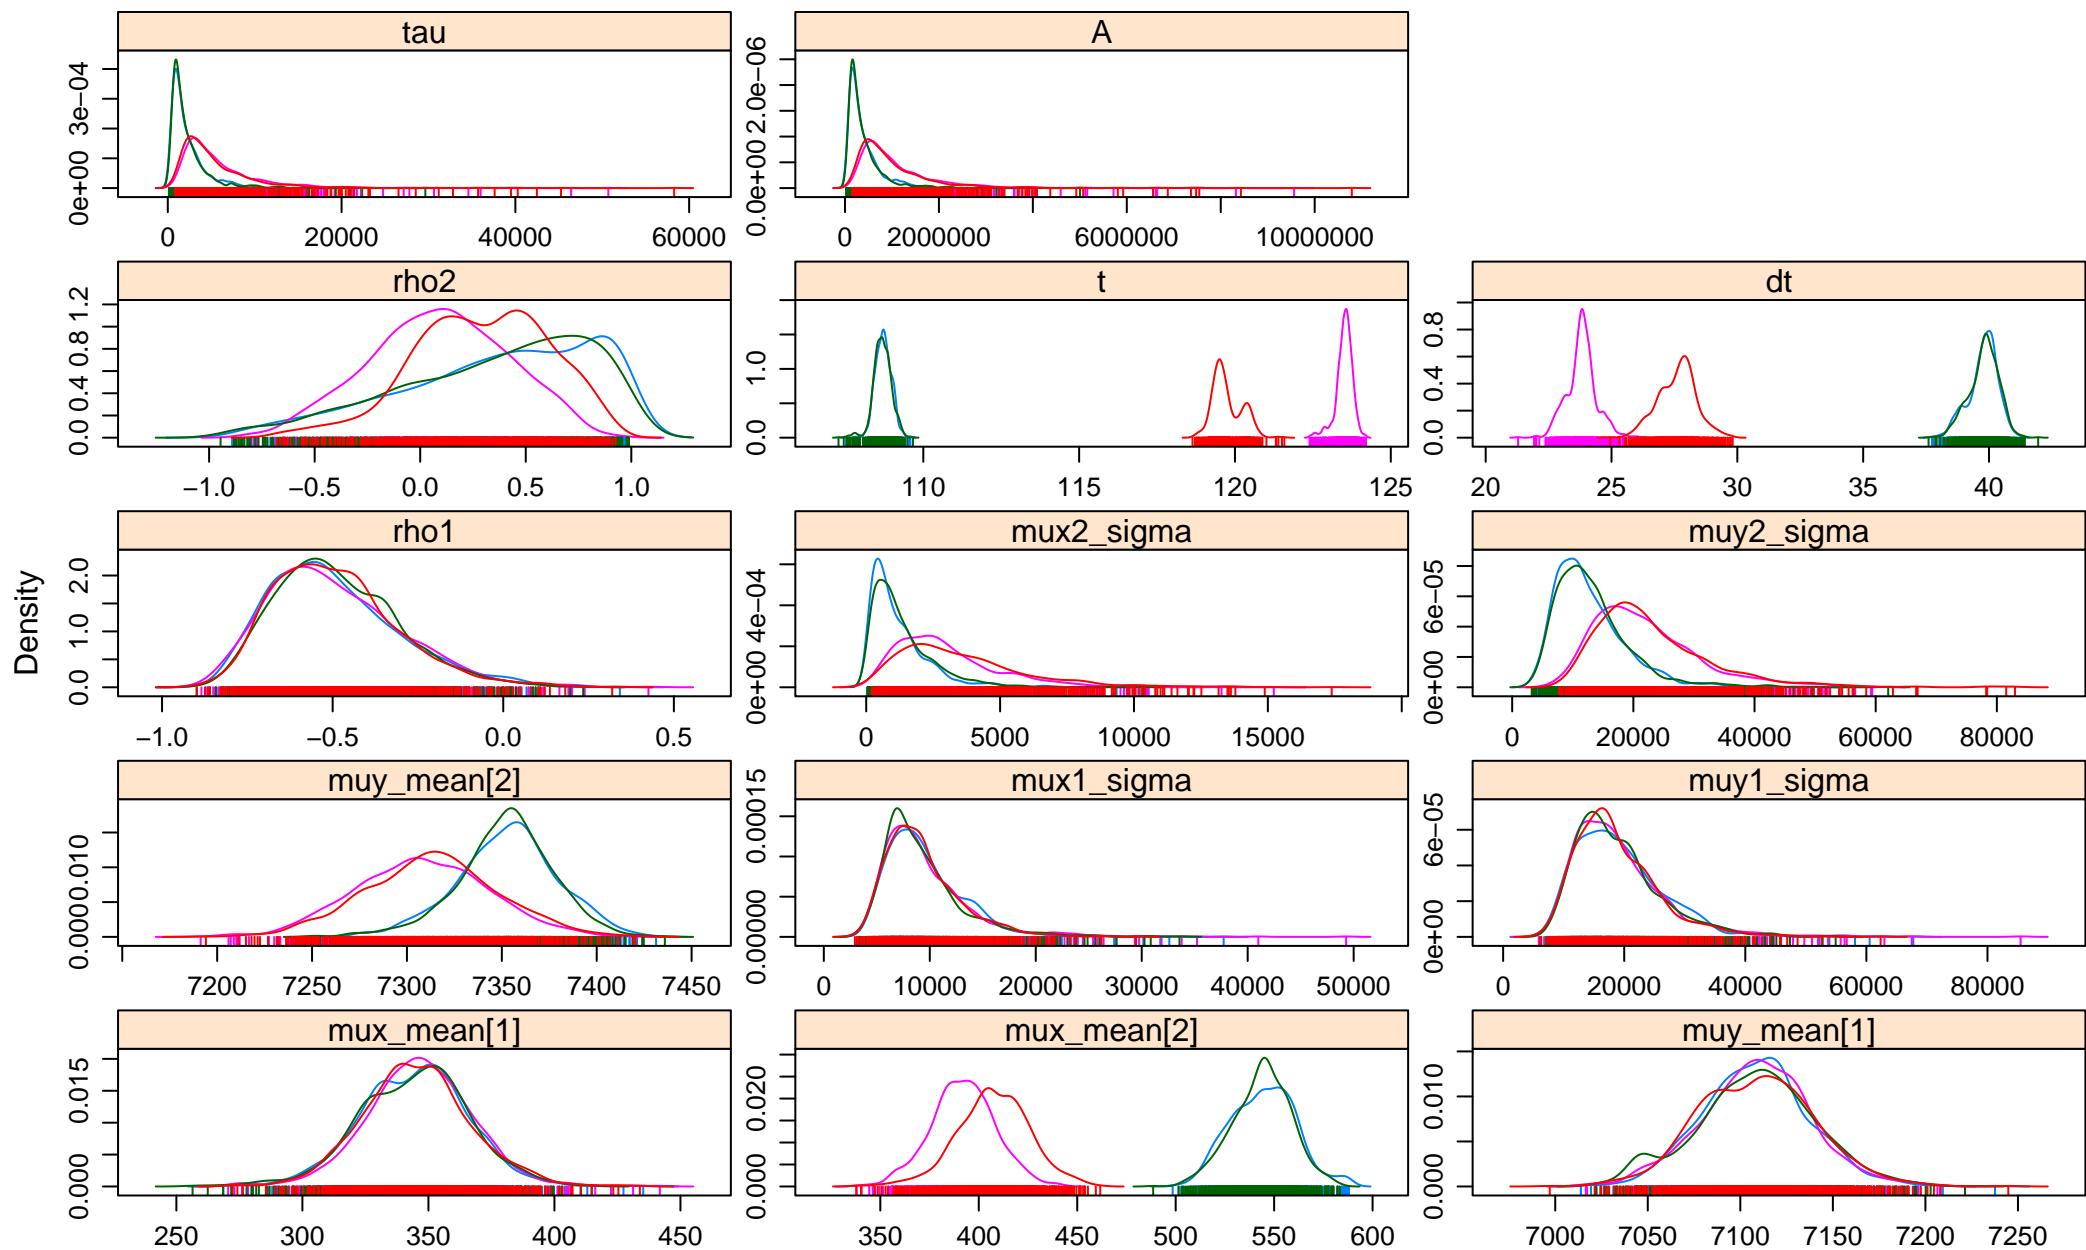 tau
A
0e+00 3e−04
0.0e+00 2.0e−06
0 20000 40000 60000
0 2000000 6000000 10000000
rho2
t
dt
0.0 0.4 0.8 1.2
0.0 1.0
0.0 0.4 0.8
−1.0 −0.5 0.0 0.5 1.0
110 115 120 125
20 25 30 35 40
rho1
mux2_sigma
muy2_sigma
Density
0.0 1.0 2.0
0e+00 4e−04
0e+00 6e−05
−1.0 −0.5 0.0 0.5
0 5000 10000 15000
0 20000 40000 60000 80000
muy_mean[2]
mux1_sigma
muy1_sigma
0.000 0.010
0.00000 0.00015
0e+00 6e−05
7200 7250 7300 7350 7400 7450
0 10000 20000 30000 40000 50000
0 20000 40000 60000 80000
mux_mean[1]
mux_mean[2]
muy_mean[1]
0.000 0.015
0.000 0.020
0.000 0.010
250 300 350 400 450
350 400 450 500 550 600
7000 7050 7100 7150 7200 7250